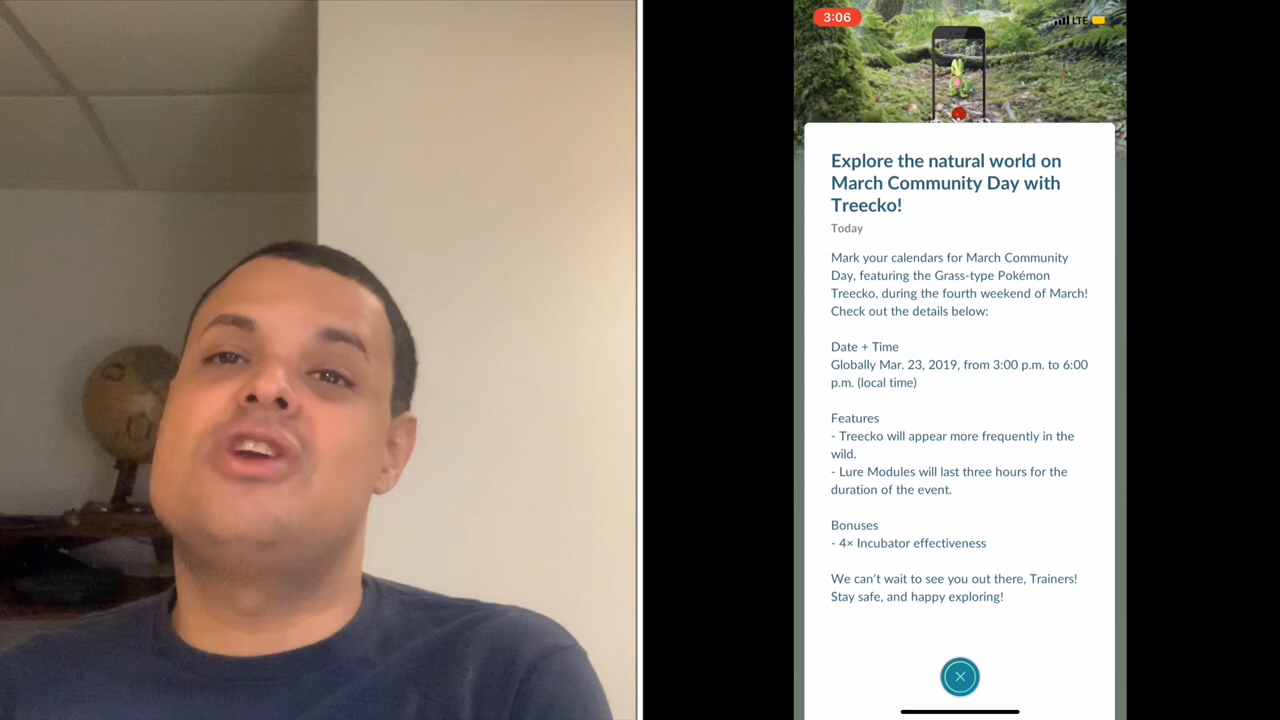 3:06
LTE
Explore the natural world on
March Community Day with
Treecko!
Today
Mark your calendars for March Community
Day, featuring the Grass-type Pokémon
Treecko, during the fourth weekend of March!
Check out the details below:
Date + Time
Globally Mar. 23, 2019, from 3:00 p.m. to 6:00
p.m. (local time)
Features
- Treecko will appear more frequently in the
wild.
- Lure Modules will last three hours for the
duration of the event.
Bonuses
- 4× Incubator effectiveness
We can't wait to see you out there, Trainers!
Stay safe, and happy exploring!